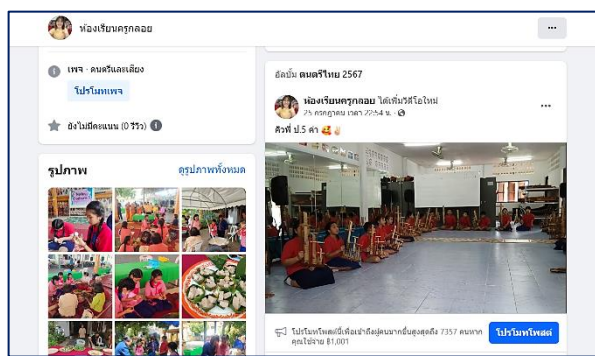 ห้องเรียนครูกลอย
เพจ · ดนตรีและเสียง
โปรโมทเพจ
ยังไม่มีคะแนน (0 รีวิว)
รูปภาพ
ดูรูปภาพทั้งหมด
อัลบั้ม ดนตรีไทย 2567
ห้องเรียนครูกลอย ได้เพิ่มวิดีโอใหม่
25 กรกฎาคม เวลา 22:54 น. ·
คิวพี่ ป.5 ค่า
โปรโมทโพสต์นี้เพื่อเข้าถึงผู้คนมากขึ้นสูงสุดถึง 7357 คนหาก
คุณใช้จ่าย ฿1,001
โปรโมทโพสต์